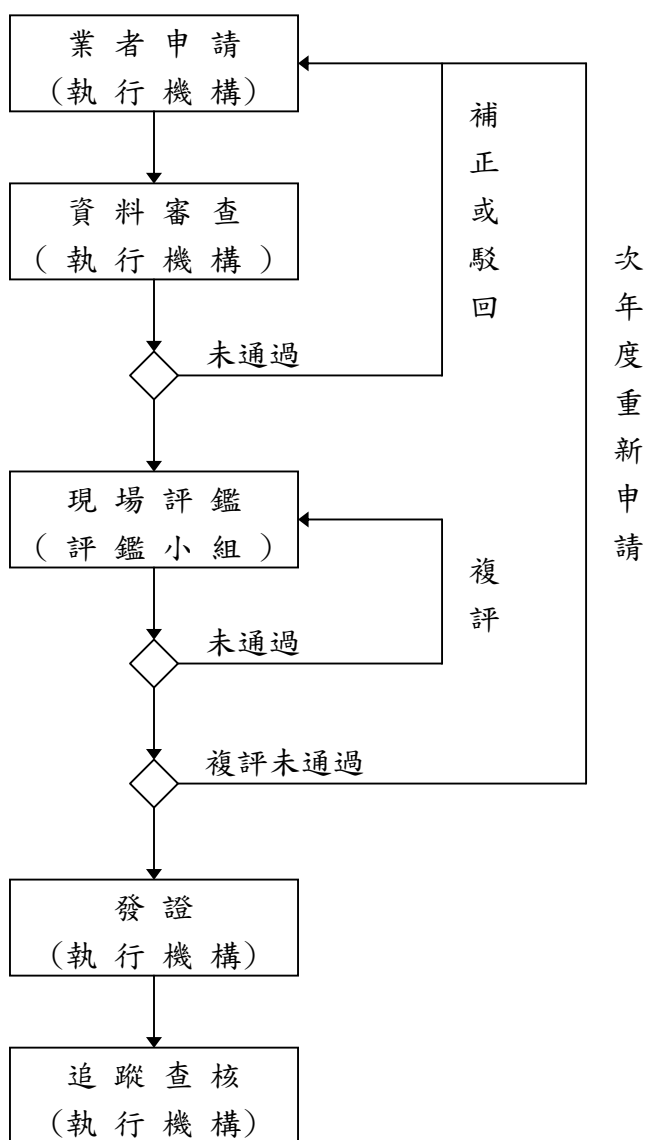 業者申請
(執行機構)
補正或駁回
資料審查
(執行機構)
次年度重新申請
未通過
現場評鑑
(評鑑小組)
複評
未通過
複評未通過
發證
(執行機構)
追蹤查核
(執行機構)